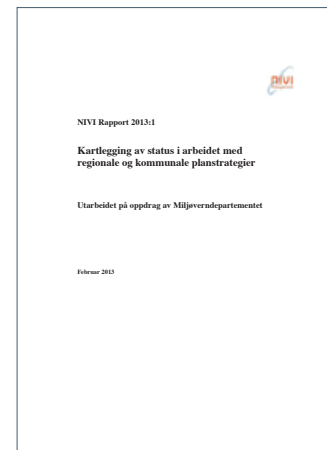 NIVI
NIVI Rapport 2013:1
Kartlegging av status i arbeidet med
regionale og kommunale planstrategier
Utarbeidet på oppdrag av Miljøverndepartementet
Februar 2013